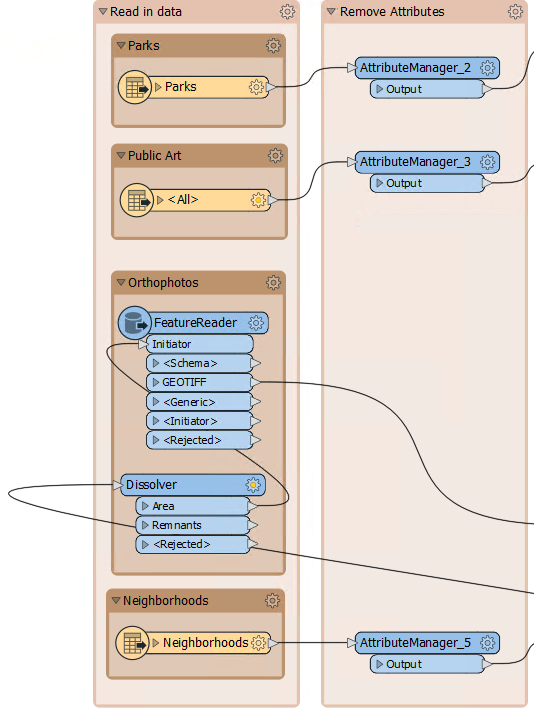 Read in data
Remove Attributes
Parks
Parks
AttributeManager_2
Output
Public Art
<All>
AttributeManager_3
Output
Orthophotos
FeatureReader
Initiator
<Schema>
GEOTIFF
<Generic>
<Initiator>
<Rejected>
Dissolver
Area
Remnants
<Rejected>
Neighborhoods
Neighborhoods
AttributeManager_5
Output